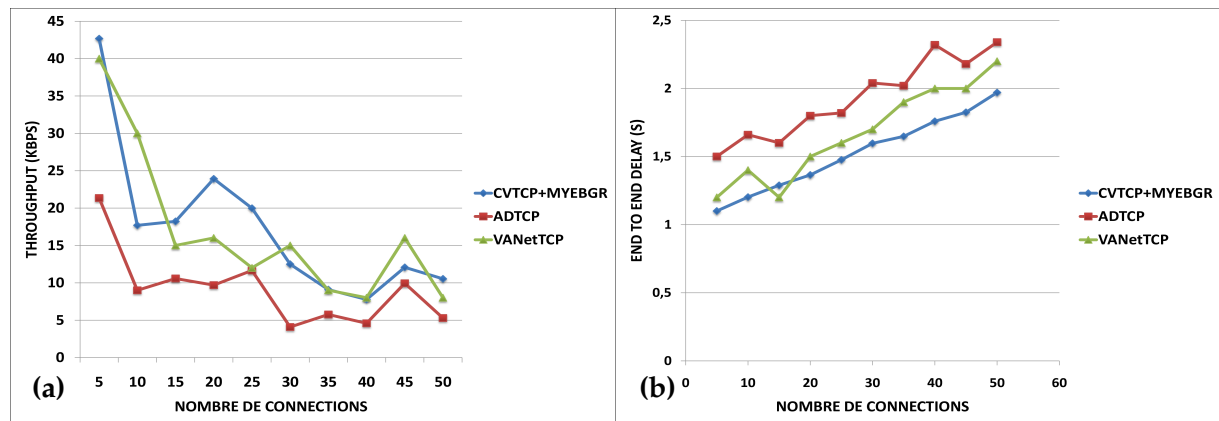 THROUGHPUT (KBPS)
45
40
35
30
25
20
15
10
5
0
5 10 15 20 25 30 35 40 45 50
NOMBRE DE CONNECTIONS
CVTCP+MYEBGR
ADTCP
VANetTCP
(a)
END TO END DELAY (S)
2,5
2
1,5
1
0,5
0
0 10 20 30 40 50 60
NOMBRE DE CONNECTIONS
CVTCP+MYEBGR
ADTCP
VANetTCP
(b)